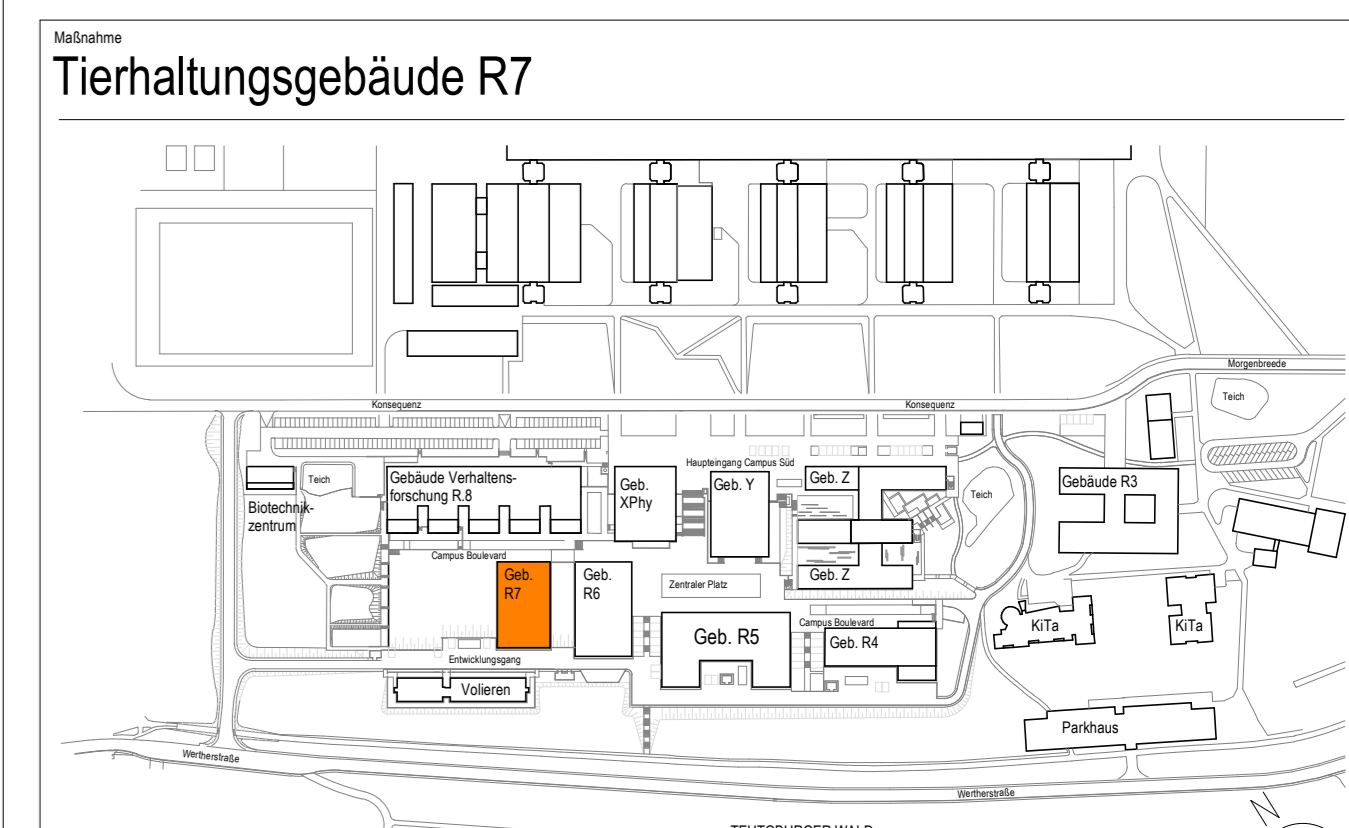 Maßnahme
Tierhaltungsgebäude R7
Morgenbreede
Teich
Konsequenz
Konsequenz
Haupteingang Campus Süd
Teich
Gebäude Verhaltens-
forschung R.8
Geb.
XPhy
Geb. Y
Geb. Z
Teich
Gebäude R3
Biotechnik-
zentrum
Campus Boulevard
Geb.
R7
Geb.
R6
Zentraler Platz
Geb. Z
Campus Boulevard
KiTa
KiTa
Geb. R5
Geb. R4
Entwicklungsgang
Volieren
Parkhaus
Wertherstraße
Wertherstraße
N